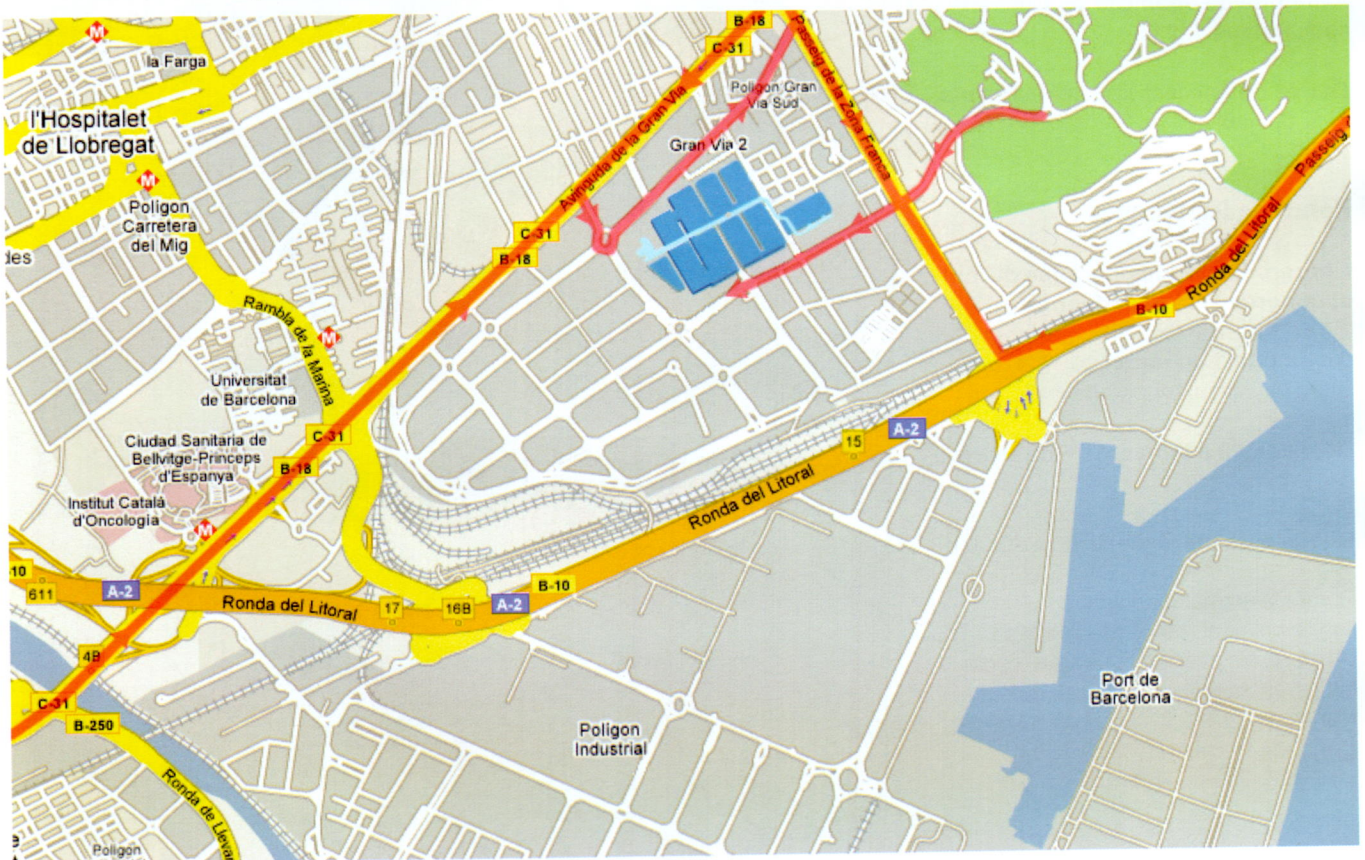 B-18
C-31
M
la Farga
Passeig de la Zona Franca
Poligon Gran
Via Sud
l'Hospitalet
de Llobregat
Avinguda de la Gran Via
Gran Via 2
Passeig
M
Poligon
Carretera
del Mig
des
C-31
B-18
Ronda del Litoral
B-10
Rambla de la Marina
M
Universitat
de Barcelona
C-31
A-2
15
Ciudad Sanitaria de
Bellvitge-Princeps
d'Espanya
B-18
Ronda del Litoral
Institut Català
d'Oncología
M
10
611
A-2
Ronda del Litoral
17
16B
A-2
B-10
4B
C-31
B-250
Port de
Barcelona
Poligon
Industrial
Ronda de Lleva
Poligon